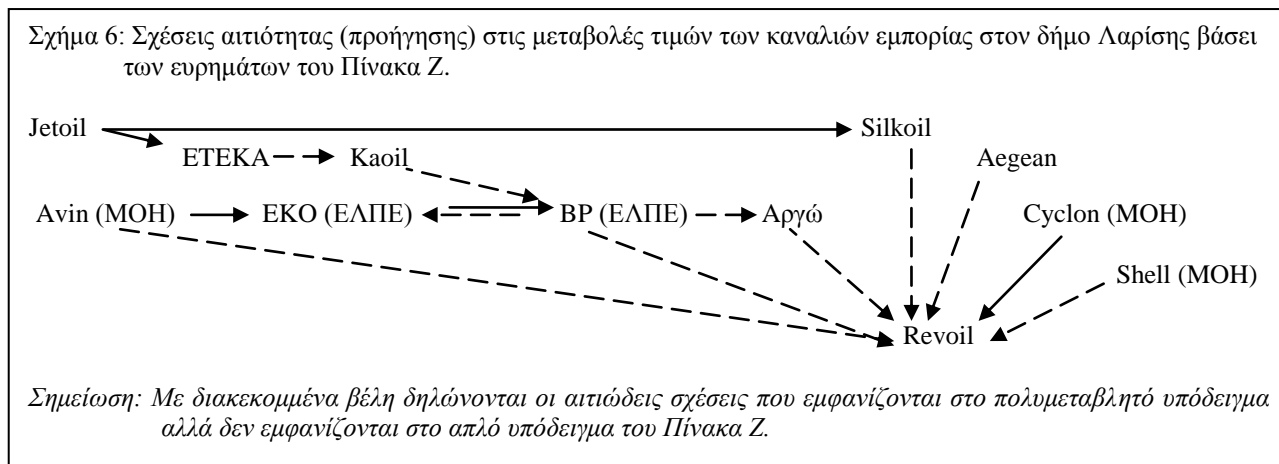 Σχήμα 6: Σχέσεις αιτιότητας (προήγησης) στις μεταβολές τιμών των καναλιών εμπορίας στον δήμο Λαρίσης βάσει
των ευρημάτων του Πίνακα Ζ.
Jetoil Silkoil
ΕΤΕΚΑ Kaoil Aegean
Avin (ΜΟΗ) ΕΚΟ (ΕΛΠΕ) BP (ΕΛΠΕ) Αργώ Cyclon (ΜΟΗ)
Shell (ΜΟΗ)
Revoil
Σημείωση: Με διακεκομμένα βέλη δηλώνονται οι αιτιώδεις σχέσεις που εμφανίζονται στο πολυμεταβλητό υπόδειγμα
αλλά δεν εμφανίζονται στο απλό υπόδειγμα του Πίνακα Ζ.